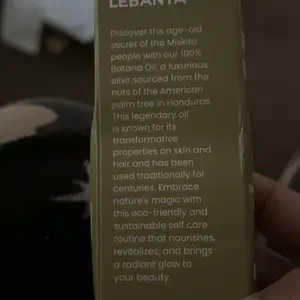 LEBANTA
Discover the age-old
secret of the Miskito
people with our 100%
Batana Oil, a luxurious
elixir sourced from the
nuts of the American
palm tree in Honduras.
This legendary oil
is known for its
transformative
properties on skin and
hair and has been
used traditionally for
centuries. Embrace
nature's magic with
this eco-friendly and
sustainable self care
routine that nourishes,
revitalizes, and brings
a radiant glow to
your beauty.